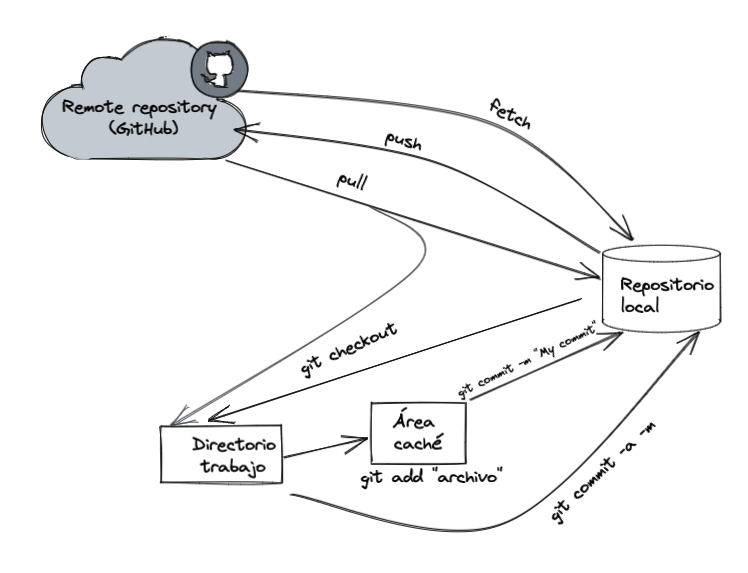 Remote repository
(GitHub)
fetch
push
pull
Repositorio
local
git checkout
git commit -m "My commit"
Área
caché
Directorio
trabajo
git add "archivo"
git commit -a -m